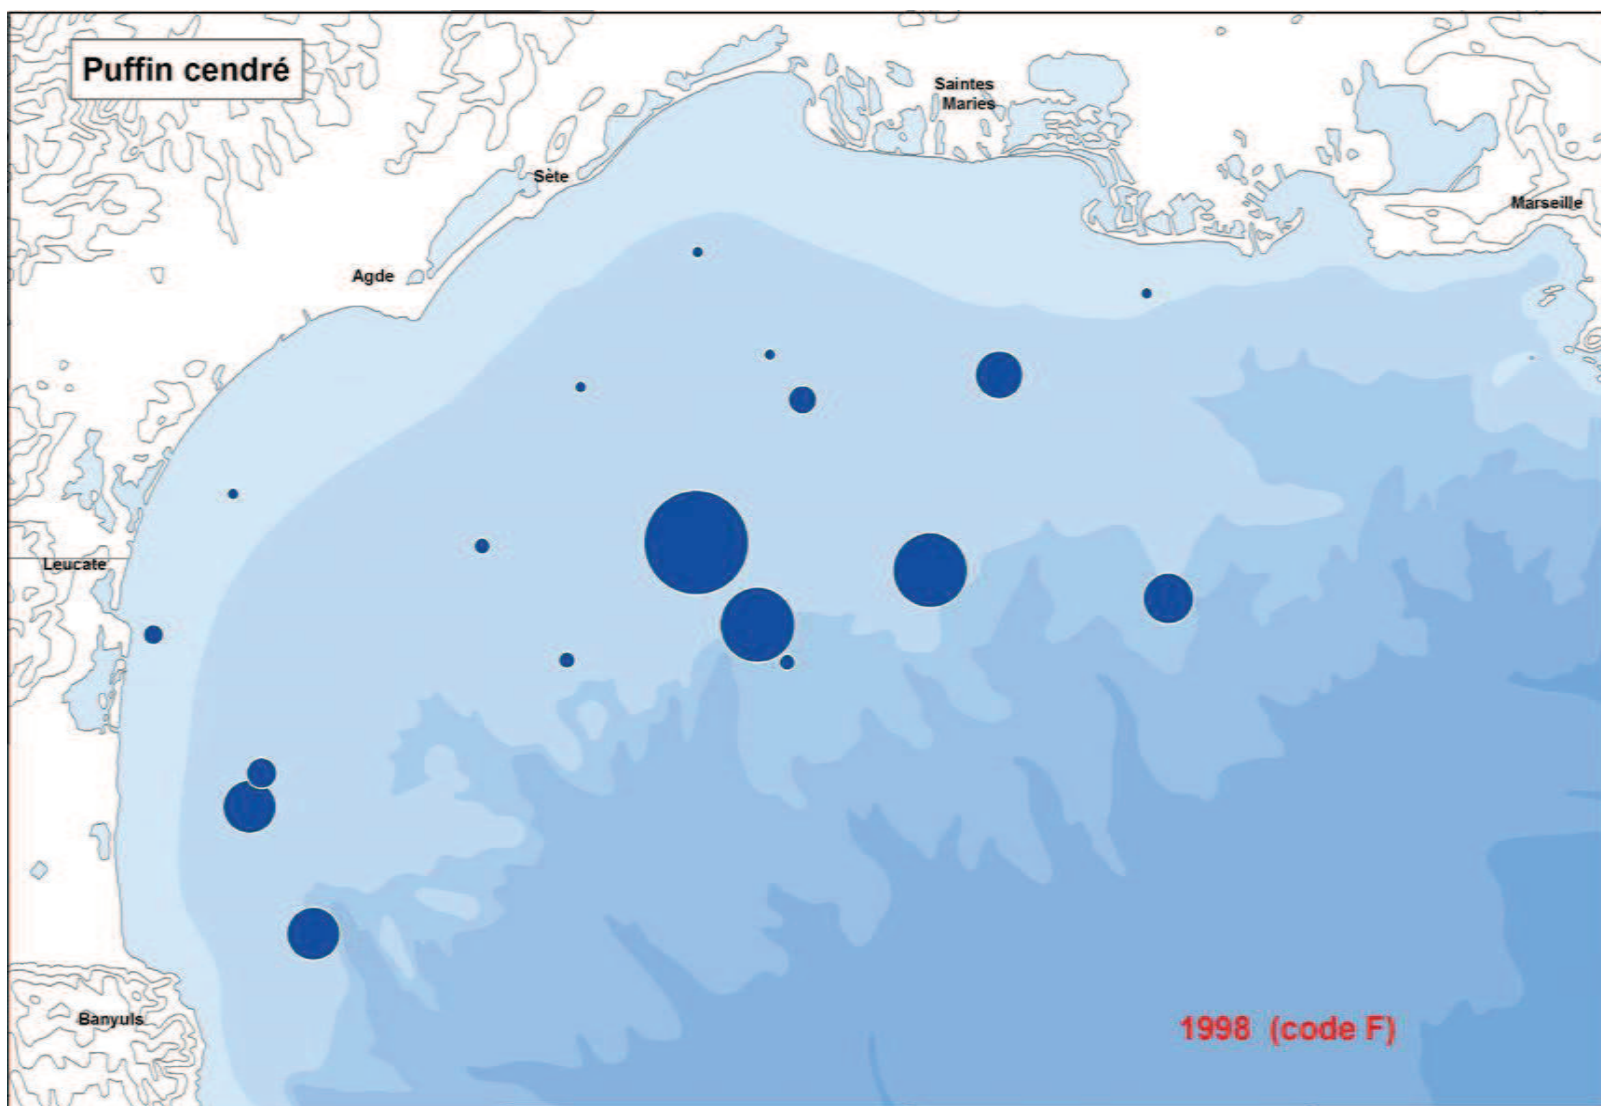 Puffin cendré
Saintes
Maries
Sète
Marseille
Agde
Leucate
Banyuls
1998 (code F)